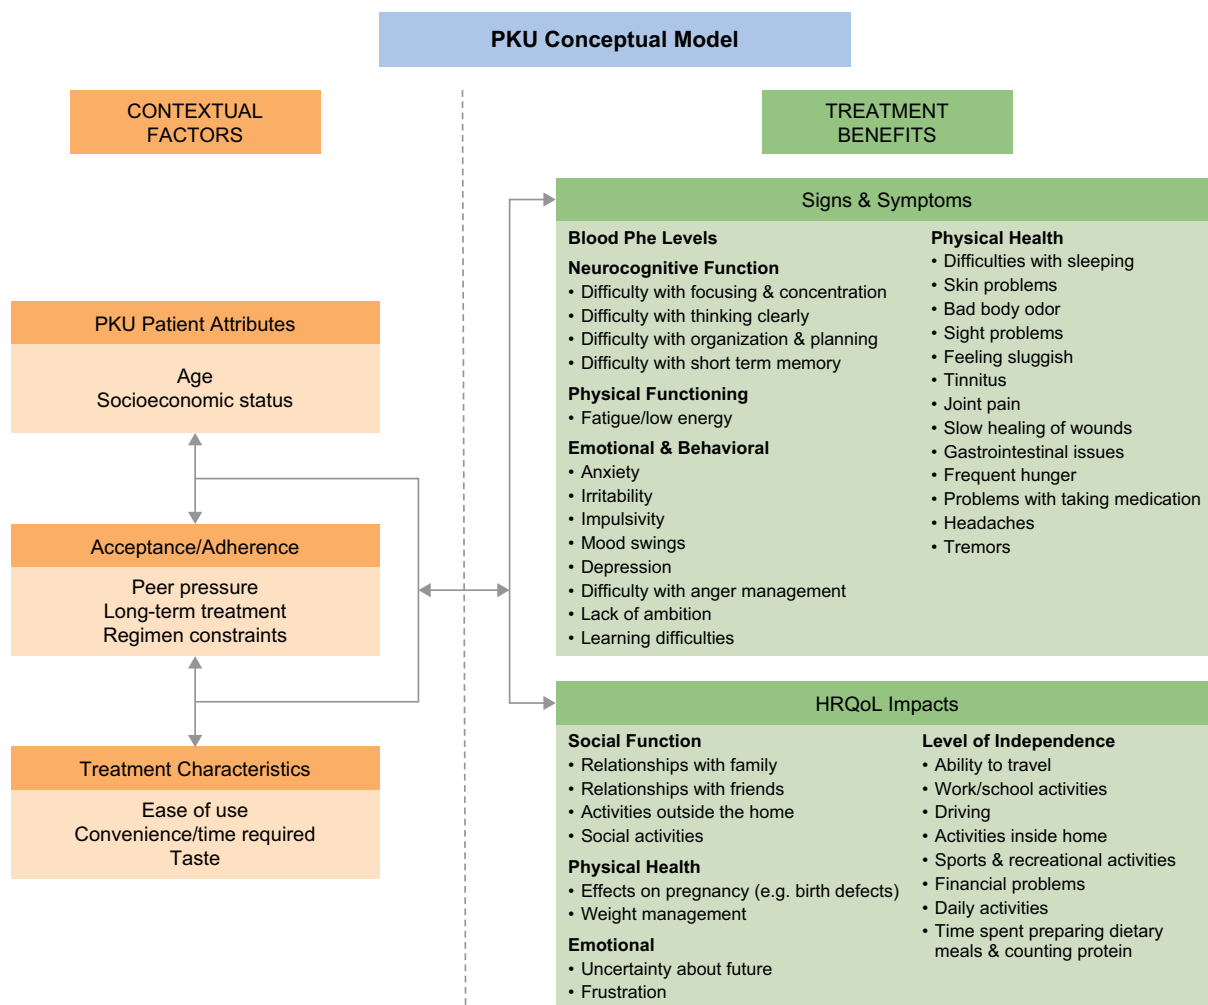 PKU Conceptual Model
CONTEXTUAL
FACTORS
PKU Patient Attributes
Age
Socioeconomic status
Acceptance/Adherence
Peer pressure
Long-term treatment
Regimen constraints
Treatment Characteristics
Ease of use
Convenience/time required
Taste
TREATMENT
BENEFITS
Signs & Symptoms
Blood Phe Levels
Neurocognitive Function
• Difficulty with focusing & concentration
• Difficulty with thinking clearly
• Difficulty with organization & planning
• Difficulty with short term memory
Physical Functioning
• Fatigue/low energy
Emotional & Behavioral
• Anxiety
• Irritability
• Impulsivity
• Mood swings
• Depression
• Difficulty with anger management
• Lack of ambition
• Learning difficulties
Physical Health
• Difficulties with sleeping
• Skin problems
• Bad body odor
• Sight problems
• Feeling sluggish
• Tinnitus
• Joint pain
• Slow healing of wounds
• Gastrointestinal issues
• Frequent hunger
• Problems with taking medication
• Headaches
• Tremors
HRQoL Impacts
Social Function
• Relationships with family
• Relationships with friends
• Activities outside the home
• Social activities
Physical Health
• Effects on pregnancy (e.g. birth defects)
• Weight management
Emotional
• Uncertainty about future
• Frustration
Level of Independence
• Ability to travel
• Work/school activities
• Driving
• Activities inside home
• Sports & recreational activities
• Financial problems
• Daily activities
• Time spent preparing dietary
meals & counting protein